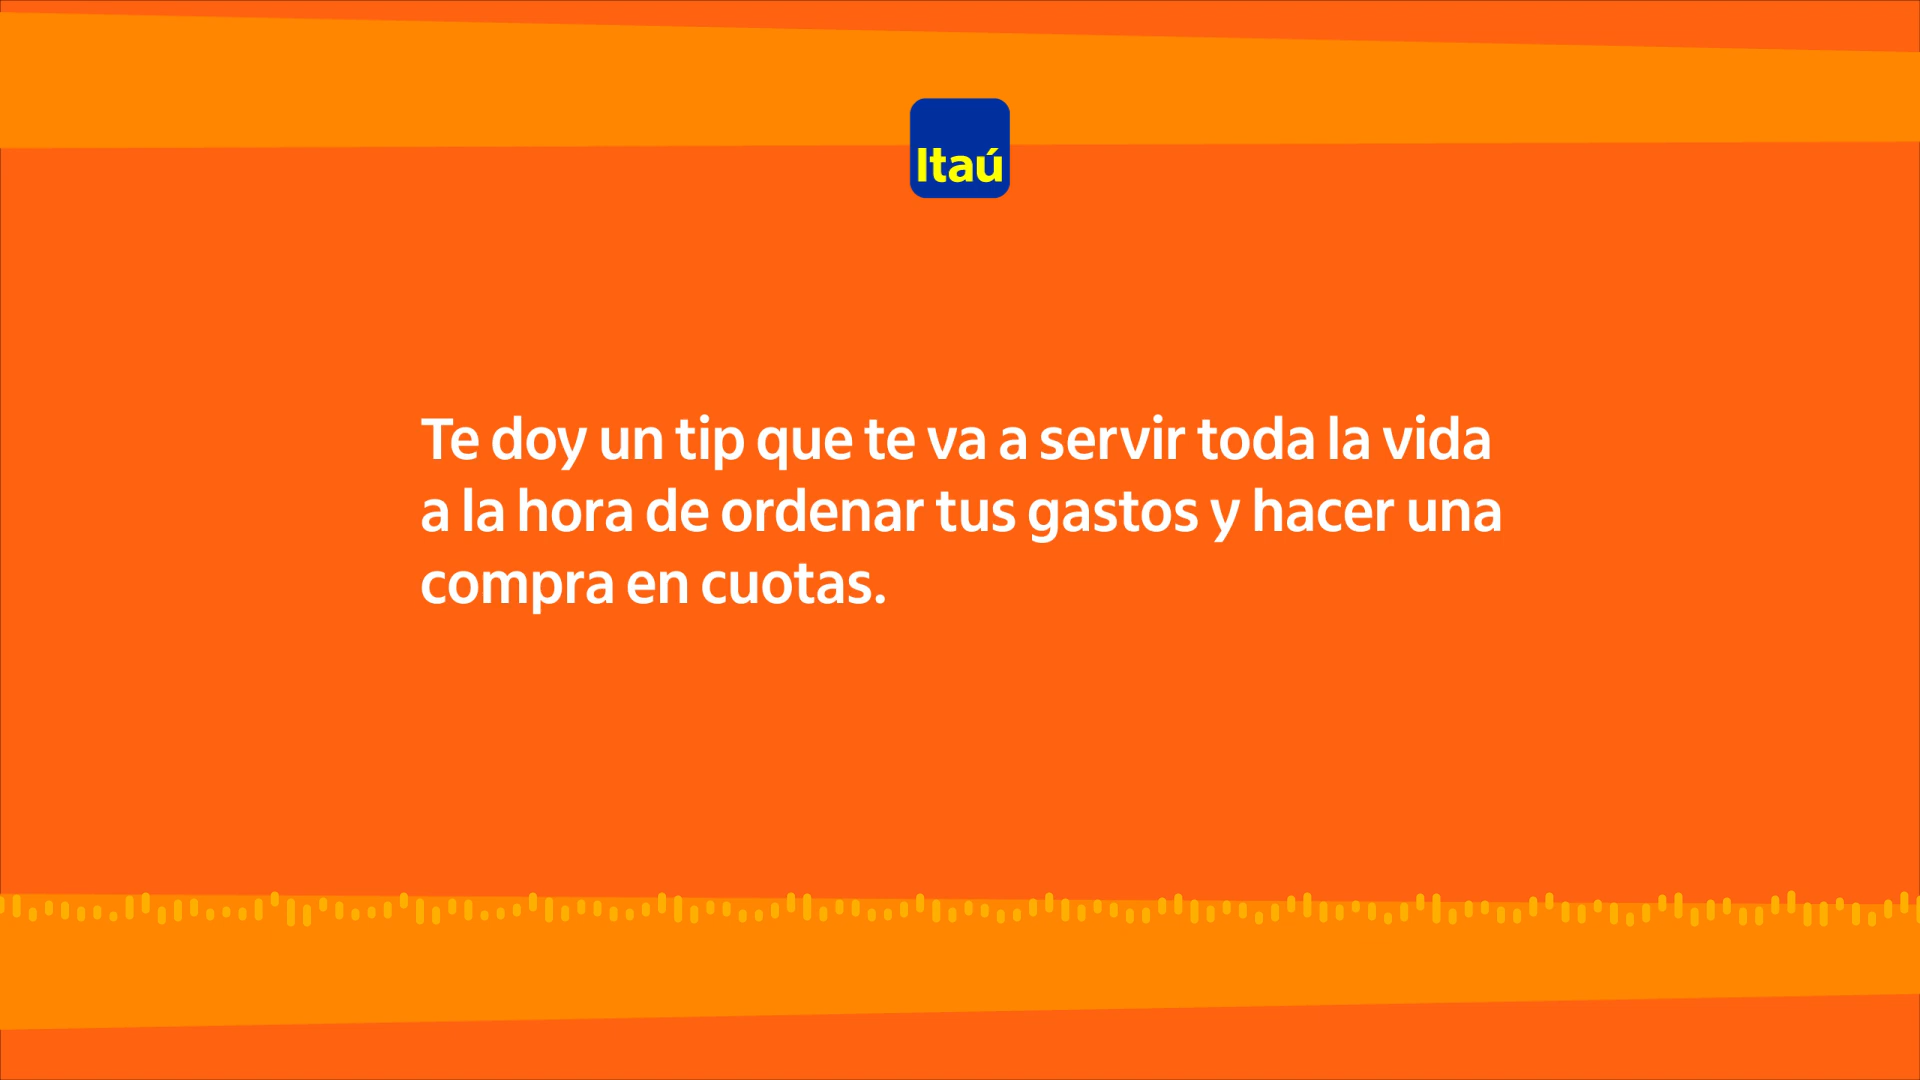 Itaú
Te doy un tip que te va a servir toda la vida
a la hora de ordenar tus gastos y hacer una
compra en cuotas.